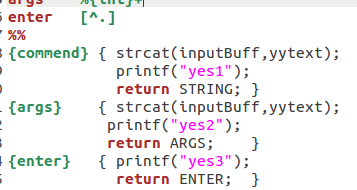 args    %{tnt}+
enter   [^.]
%%
{commend} { strcat(inputBuff,yytext);
printf("yes1");
return STRING; }
{args}    { strcat(inputBuff,yytext);
printf("yes2");
return ARGS;    }
{enter}   { printf("yes3");
return ENTER;  }